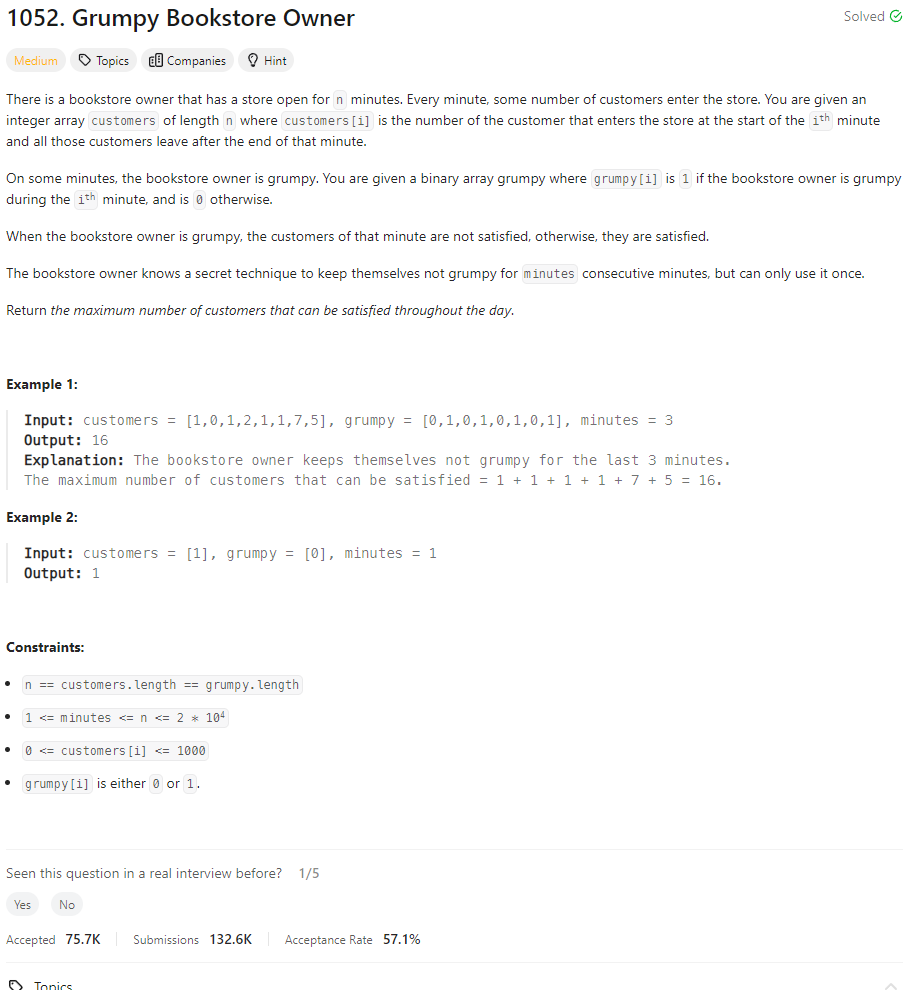 1052. Grumpy Bookstore Owner
Solved
Medium
Topics
Companies
Hint
There is a bookstore owner that has a store open for n minutes. Every minute, some number of customers enter the store. You are given an
integer array customers of length n where customers[i] is the number of the customer that enters the store at the start of the ith minute
and all those customers leave after the end of that minute.
On some minutes, the bookstore owner is grumpy. You are given a binary array grumpy where grumpy[i] is 1 if the bookstore owner is grumpy
during the ith minute, and is 0 otherwise.
When the bookstore owner is grumpy, the customers of that minute are not satisfied, otherwise, they are satisfied.
The bookstore owner knows a secret technique to keep themselves not grumpy for minutes consecutive minutes, but can only use it once.
Return the maximum number of customers that can be satisfied throughout the day.
Example 1:
Input: customers = [1,0,1,2,1,1,7,5], grumpy = [0,1,0,1,0,1,0,1], minutes = 3
Output: 16
Explanation: The bookstore owner keeps themselves not grumpy for the last 3 minutes.
The maximum number of customers that can be satisfied = 1 + 1 + 1 + 1 + 7 + 5 = 16.
Example 2:
Input: customers = [1], grumpy = [0], minutes = 1
Output: 1
Constraints:
• n == customers.length == grumpy.length
• 1 <= minutes <= n <= 2 * 10⁴
• 0 <= customers[i] <= 1000
• grumpy[i] is either 0 or 1.
Seen this question in a real interview before? 1/5
Yes No
Accepted 75.7K Submissions 132.6K Acceptance Rate 57.1%
Topics